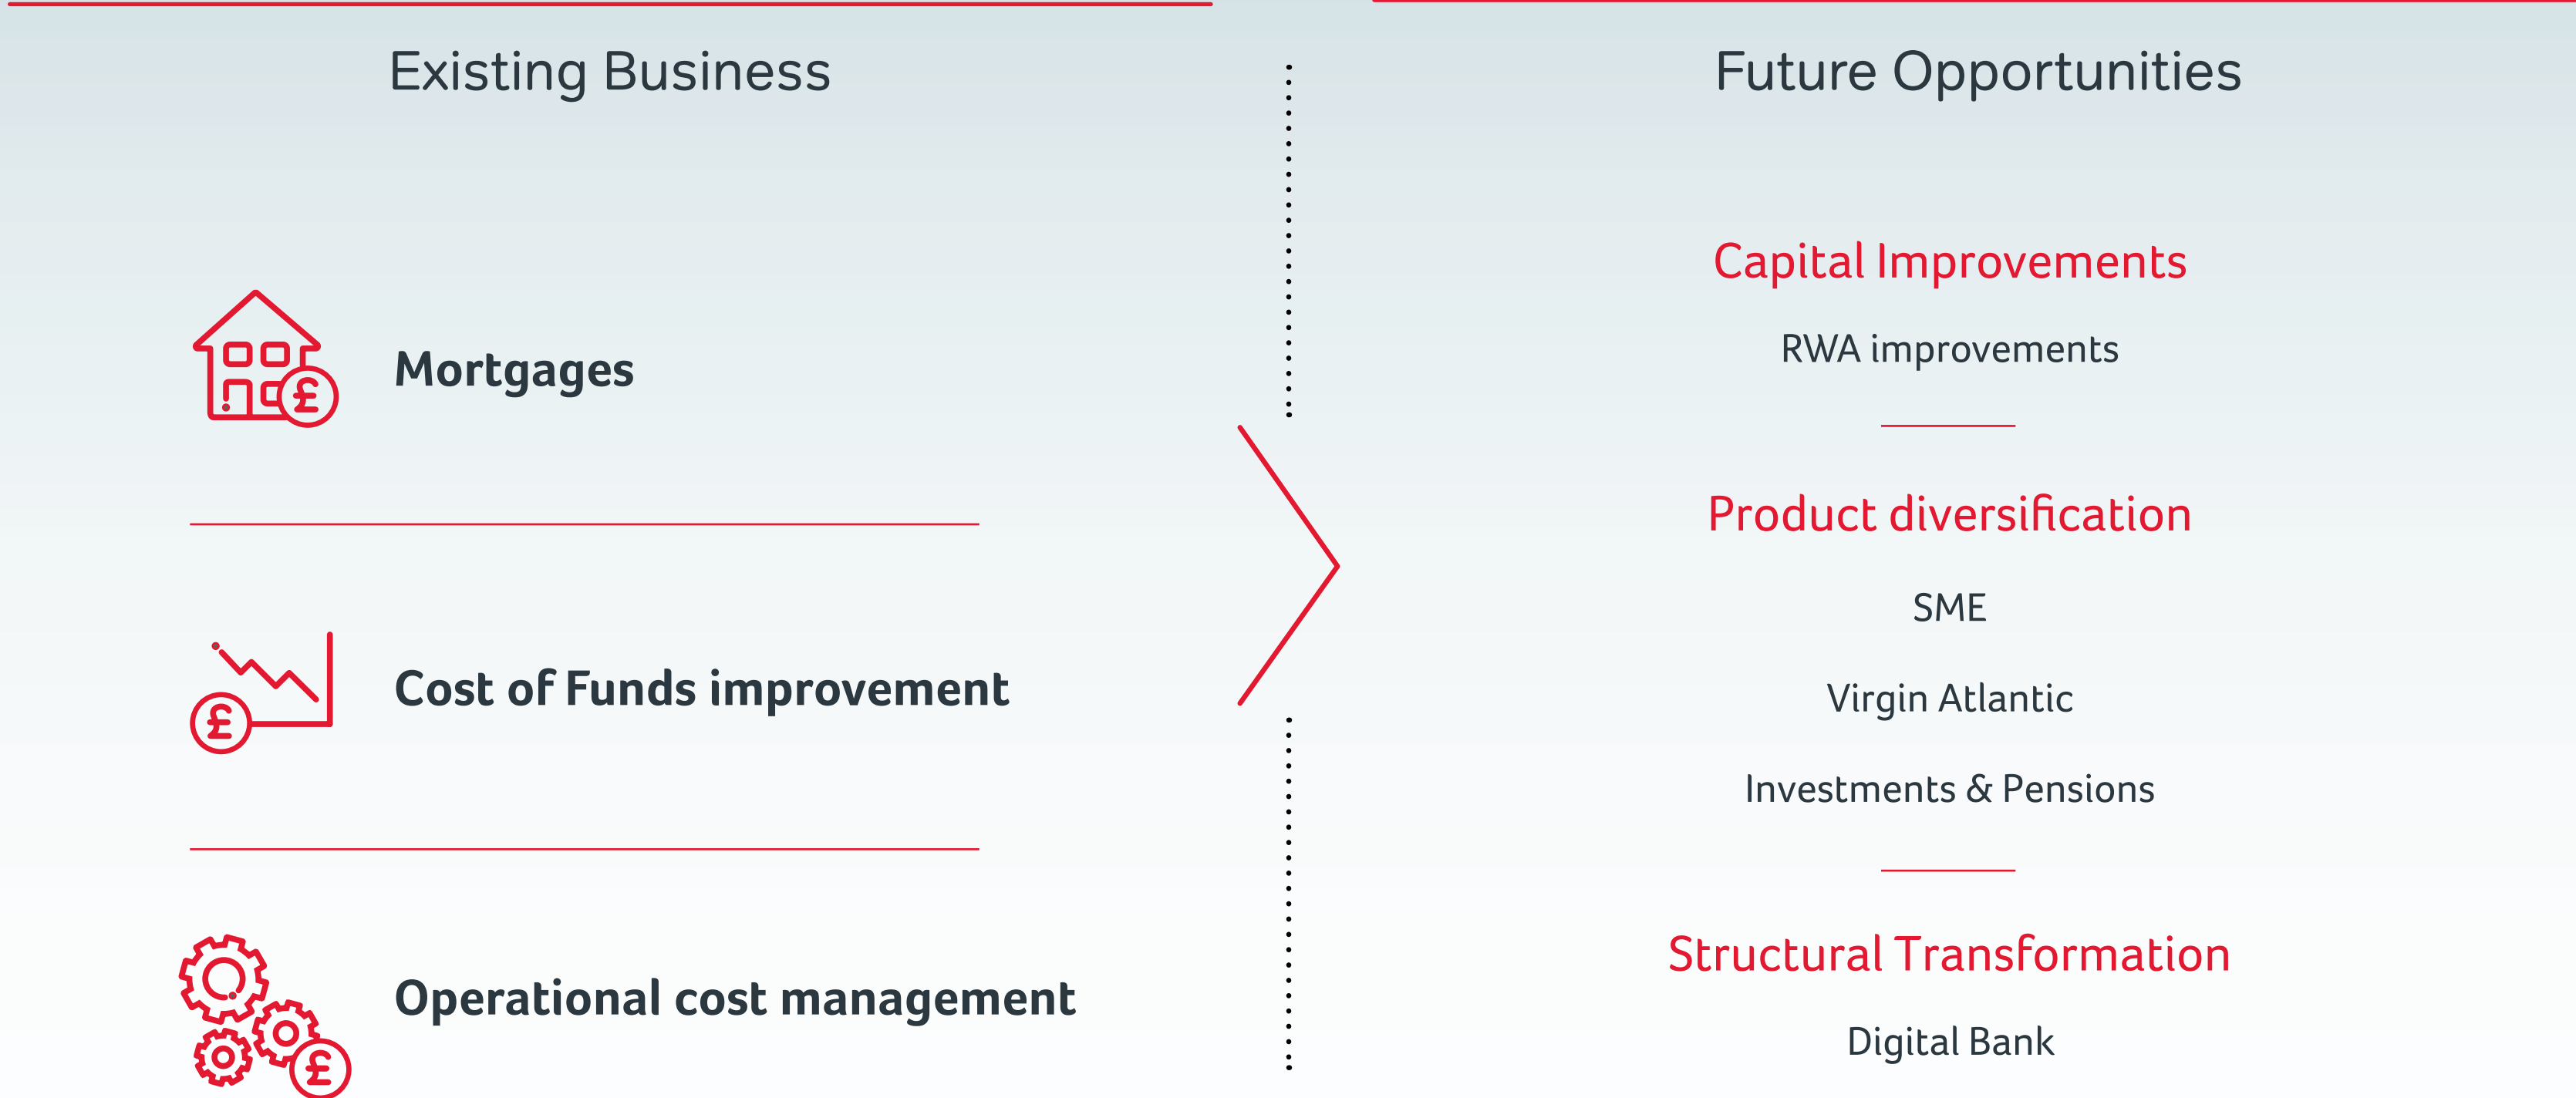 Existing Business
Mortgages
£
Cost of Funds improvement
£
Operational cost management
£
Future Opportunities
Capital Improvements
RWA improvements
Product diversification
SME
Virgin Atlantic
Investments & Pensions
Structural Transformation
Digital Bank